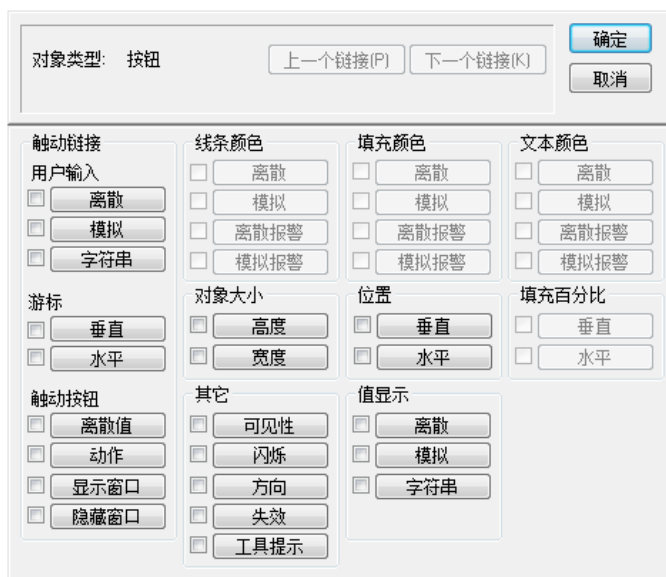 对象类型: 按钮
上一个链接(P)
下一个链接(K)
确定
取消
触动链接
用户输入
离散
模拟
字符串
游标
垂直
水平
触动按钮
离散值
动作
显示窗口
隐藏窗口
线条颜色
离散
模拟
离散报警
模拟报警
填充颜色
离散
模拟
离散报警
模拟报警
文本颜色
离散
模拟
离散报警
模拟报警
对象大小
高度
宽度
位置
垂直
水平
填充百分比
垂直
水平
其它
可见性
闪烁
方向
失效
工具提示
值显示
离散
模拟
字符串